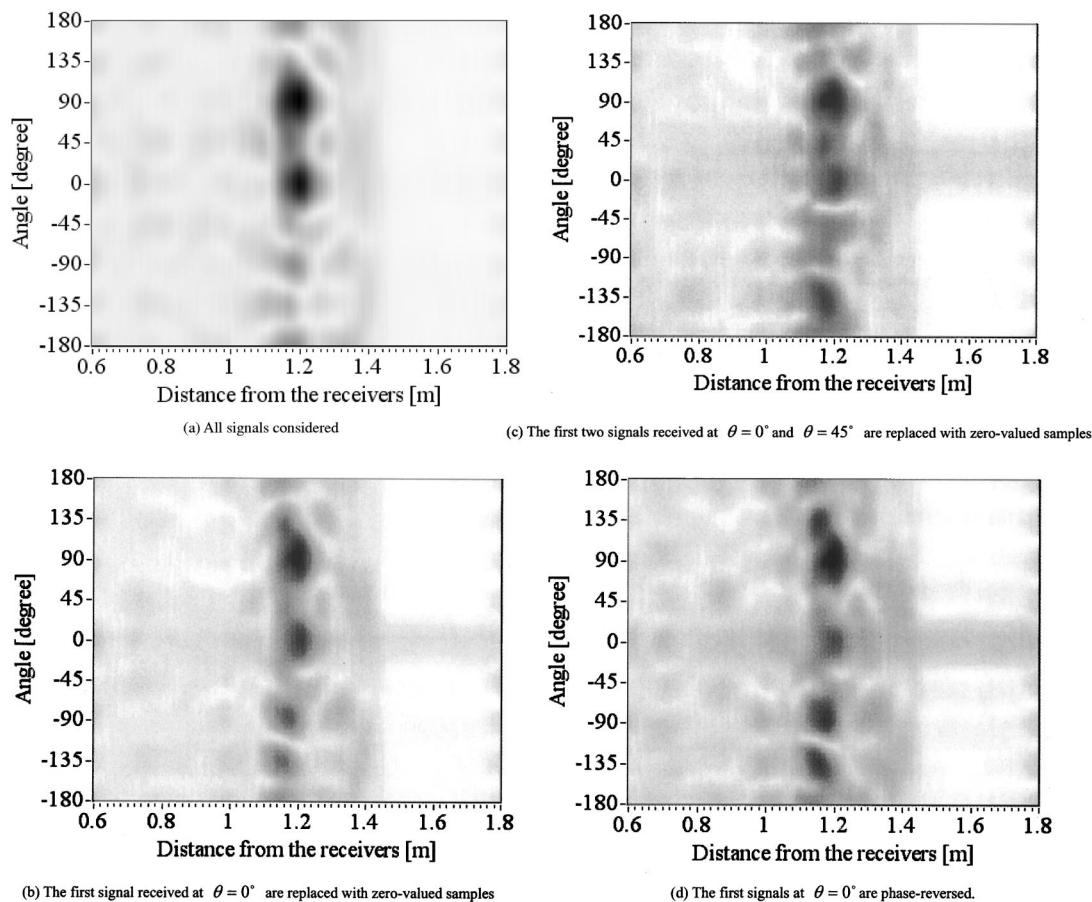 180
135
90
45
0
-45
-90
-135
-180
Angle [degree]
0.6 0.8 1 1.2 1.4 1.6 1.8
Distance from the receivers [m]
(a) All signals considered
180
135
90
45
0
-45
-90
-135
-180
Angle [degree]
0.6 0.8 1 1.2 1.4 1.6 1.8
Distance from the receivers [m]
(c) The first two signals received at θ = 0° and θ = 45° are replaced with zero-valued samples
180
135
90
45
0
-45
-90
-135
-180
Angle [degree]
0.6 0.8 1 1.2 1.4 1.6 1.8
Distance from the receivers [m]
(b) The first signal received at θ = 0° are replaced with zero-valued samples
180
135
90
45
0
-45
-90
-135
-180
Angle [degree]
0.6 0.8 1 1.2 1.4 1.6 1.8
Distance from the receivers [m]
(d) The first signals at θ = 0° are phase-reversed.